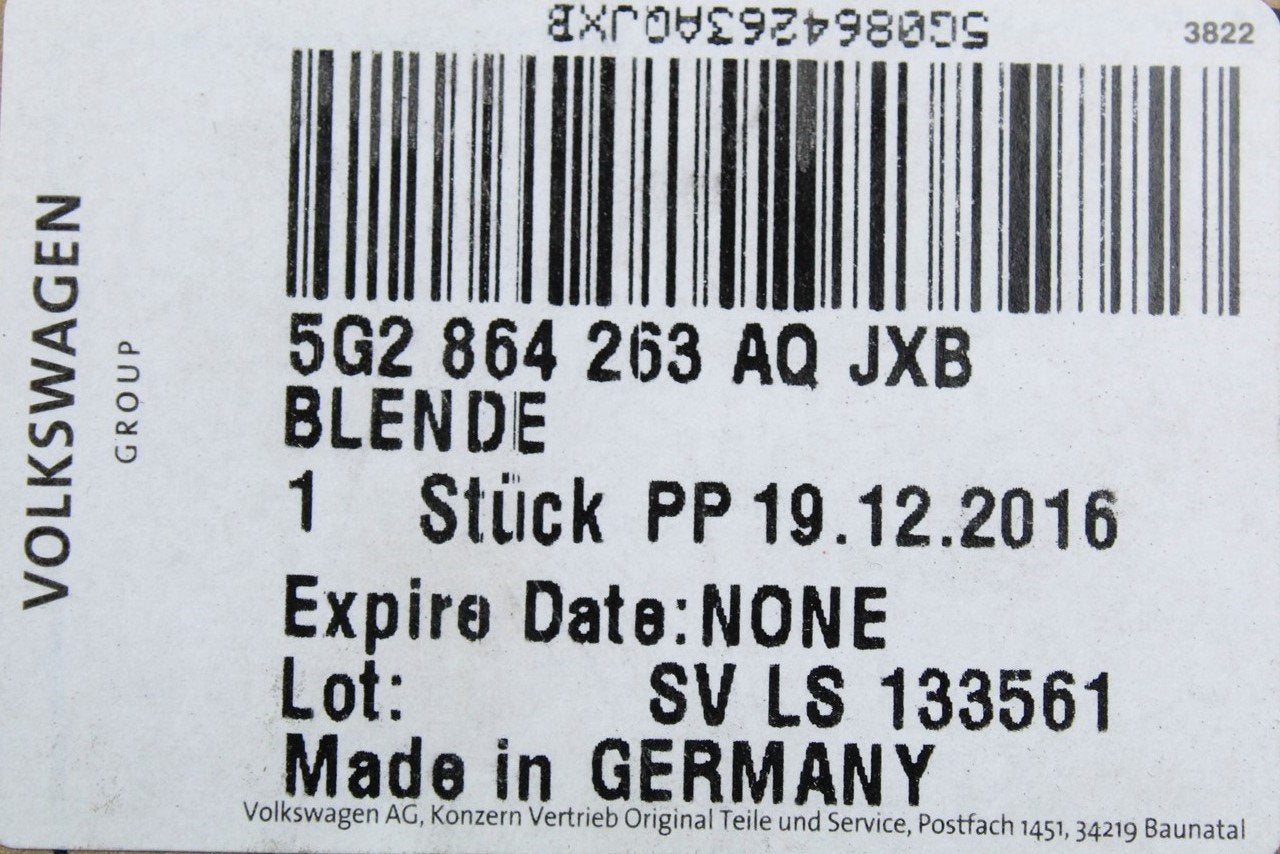 5G0864263AQJXB
3822
5G2 864 263 AQ JXB
BLENDE
1 Stück PP 19.12.2016
Expire Date:NONE
Lot: SV LS 133561
Made in GERMANY
Volkswagen AG, Konzern Vertrieb Original Teile und Service, Postfach 1451, 34219 Baunatal
VOLKSWAGEN
GROUP